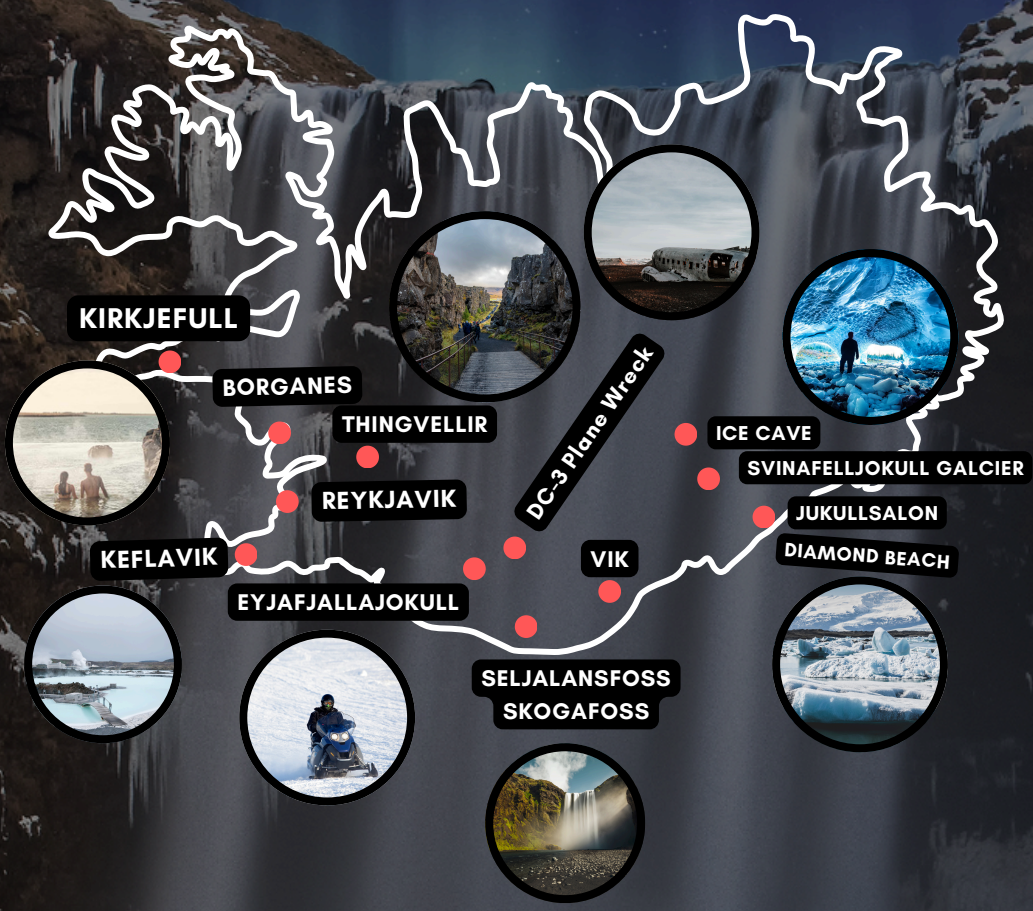 KIRKJEFULL
BORGANES
THINGVELLIR
REYKJAVIK
KEFLAVIK
EYJAFJALLAJOKULL
DC-3 Plane Wreck
VIK
SELJALANSFOSS
SKOGAFOSS
ICE CAVE
SVINAFELLJOKULL GALCIER
JUKULLSALON
DIAMOND BEACH